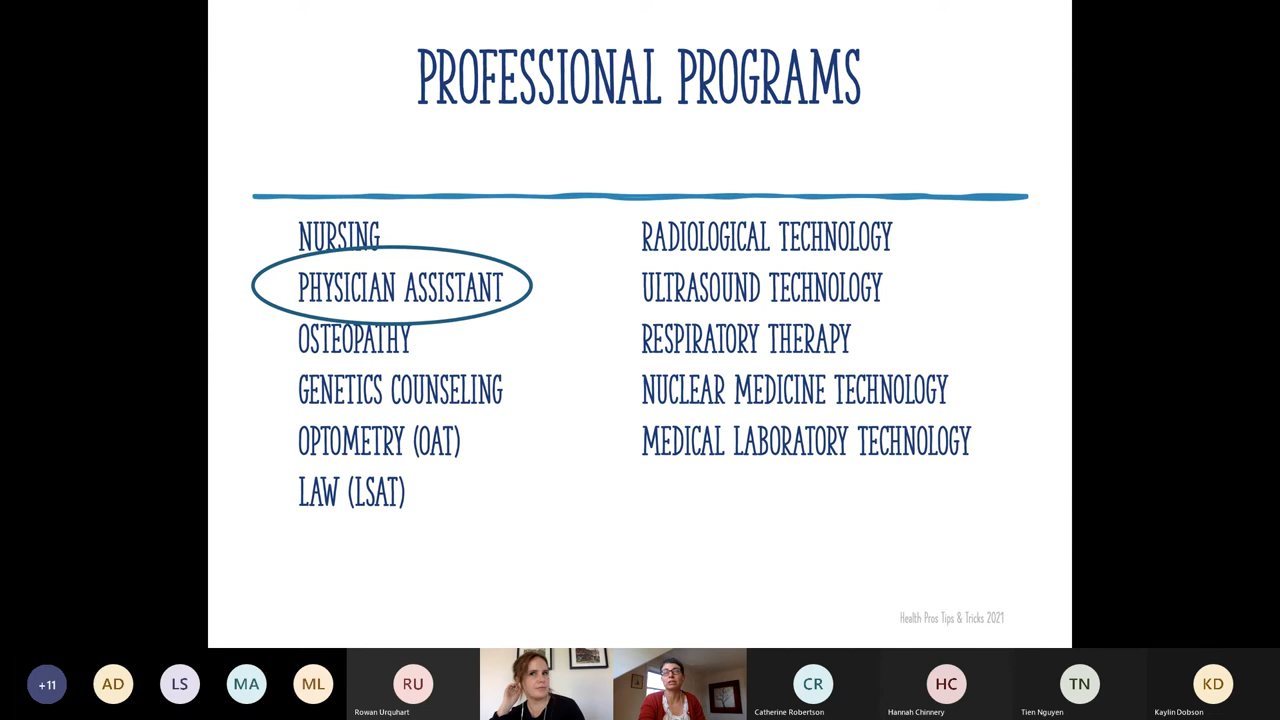 PROFESSIONAL PROGRAMS
NURSING
PHYSICIAN ASSISTANT
OSTEOPATHY
GENETICS COUNSELING
OPTOMETRY (OAT)
LAW (LSAT)
RADIOLOGICAL TECHNOLOGY
ULTRASOUND TECHNOLOGY
RESPIRATORY THERAPY
NUCLEAR MEDICINE TECHNOLOGY
MEDICAL LABORATORY TECHNOLOGY
Health Pros Tips & Tricks 2021
+11
AD
LS
MA
ML
RU
Rowan Urquhart
CR
Catherine Robertson
HC
Hannah Chinnery
TN
Tien Nguyen
KD
Kaylin Dobson